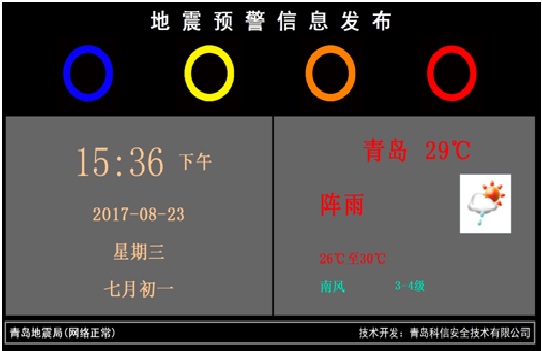 地震预警信息发布
15:36 下午
2017-08-23
星期三
七月初一
青岛 29℃
阵雨
26℃至30℃
南风 3-4级
青岛地震局(网络正常)
技术开发：青岛科信安全技术有限公司